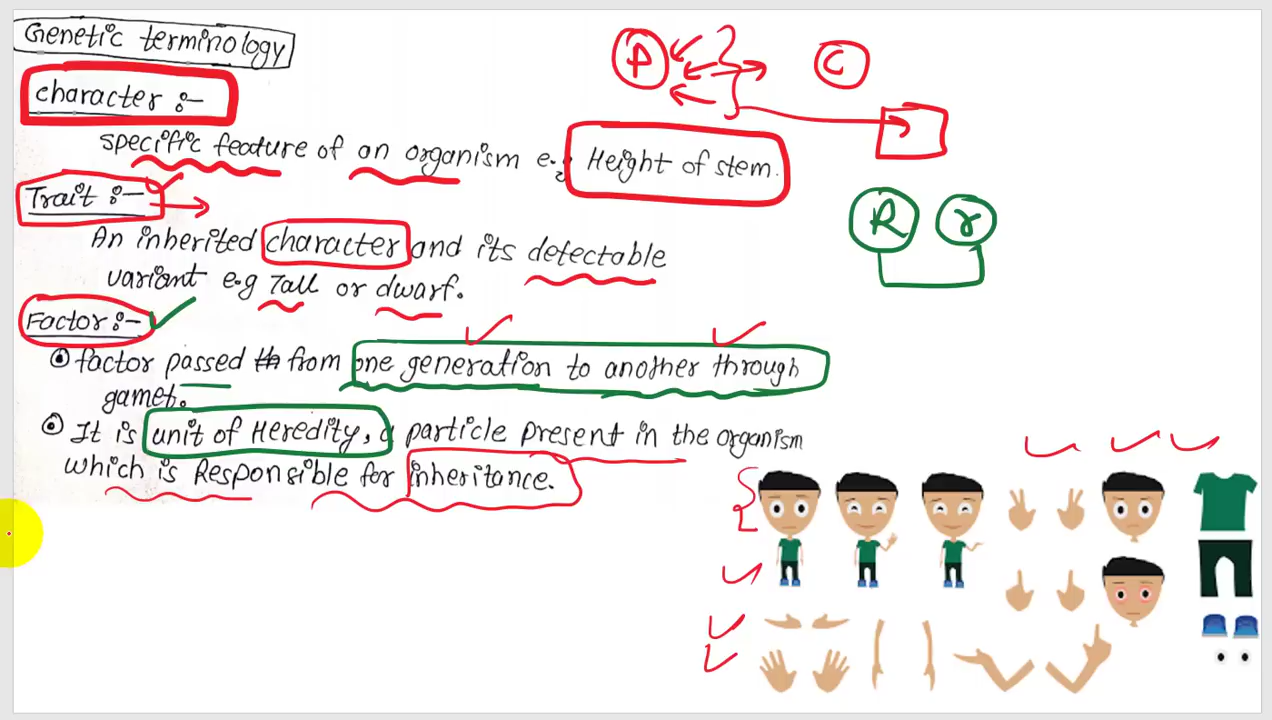 Genetic terminology
character :-
specific feature of an organism e.g Height of stem.
Trait :-
An inherited character and its detectable
variant e.g Tall or dwarf.
Factor :-
factor passed from one generation to another through
gamet.
It is unit of Heredity, a particle present in the organism
which is Responsible for inheritance.
P
C
R r